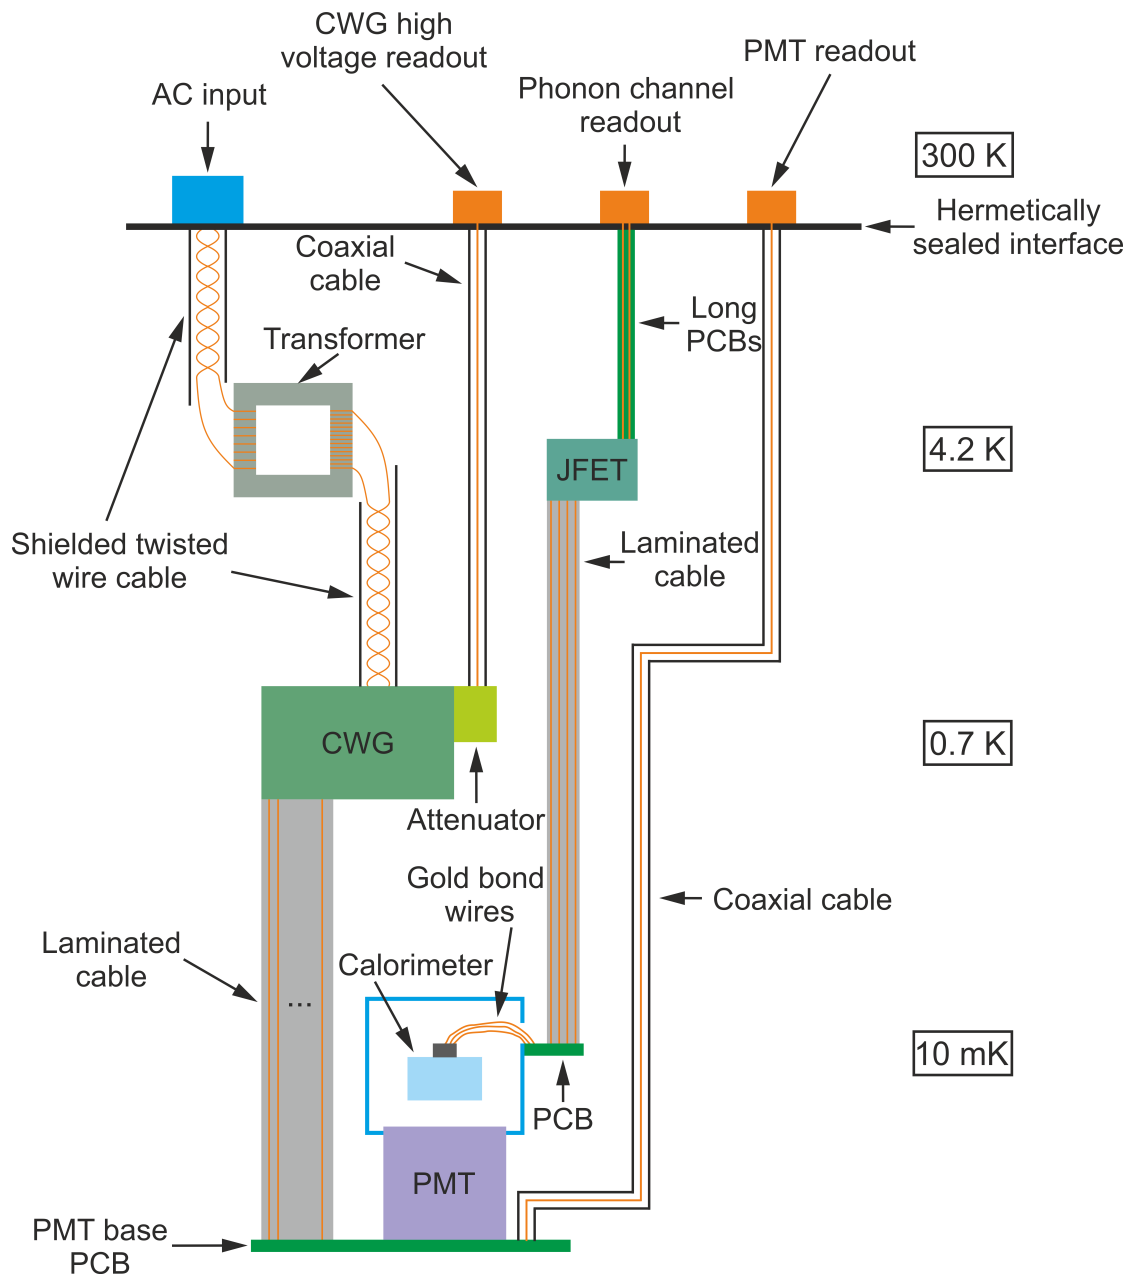 CWG high
voltage readout
PMT readout
AC input
Phonon channel
readout
300 K
Hermetically
sealed interface
Coaxial
cable
Long
PCBs
Transformer
4.2 K
JFET
Shielded twisted
wire cable
Laminated
cable
CWG
0.7 K
Attenuator
Gold bond
wires
Coaxial cable
Laminated
cable
Calorimeter
...
10 mK
PCB
PMT
PMT base
PCB